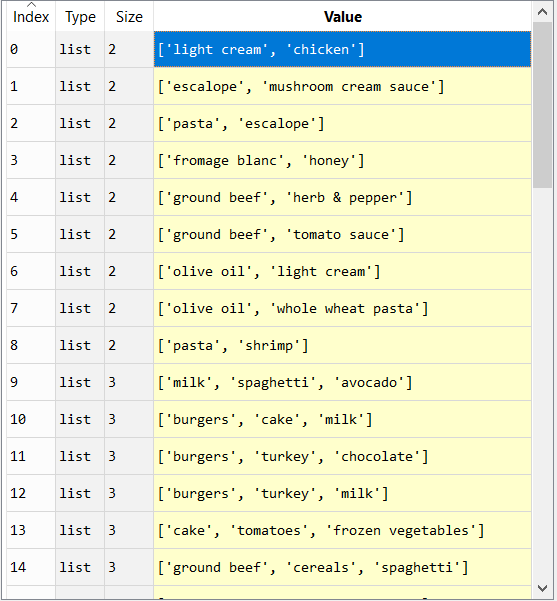 Index Type Size Value
0 list 2 ['light cream', 'chicken']
1 list 2 ['escalope', 'mushroom cream sauce']
2 list 2 ['pasta', 'escalope']
3 list 2 ['fromage blanc', 'honey']
4 list 2 ['ground beef', 'herb & pepper']
5 list 2 ['ground beef', 'tomato sauce']
6 list 2 ['olive oil', 'light cream']
7 list 2 ['olive oil', 'whole wheat pasta']
8 list 2 ['pasta', 'shrimp']
9 list 3 ['milk', 'spaghetti', 'avocado']
10 list 3 ['burgers', 'cake', 'milk']
11 list 3 ['burgers', 'turkey', 'chocolate']
12 list 3 ['burgers', 'turkey', 'milk']
13 list 3 ['cake', 'tomatoes', 'frozen vegetables']
14 list 3 ['ground beef', 'cereals', 'spaghetti']